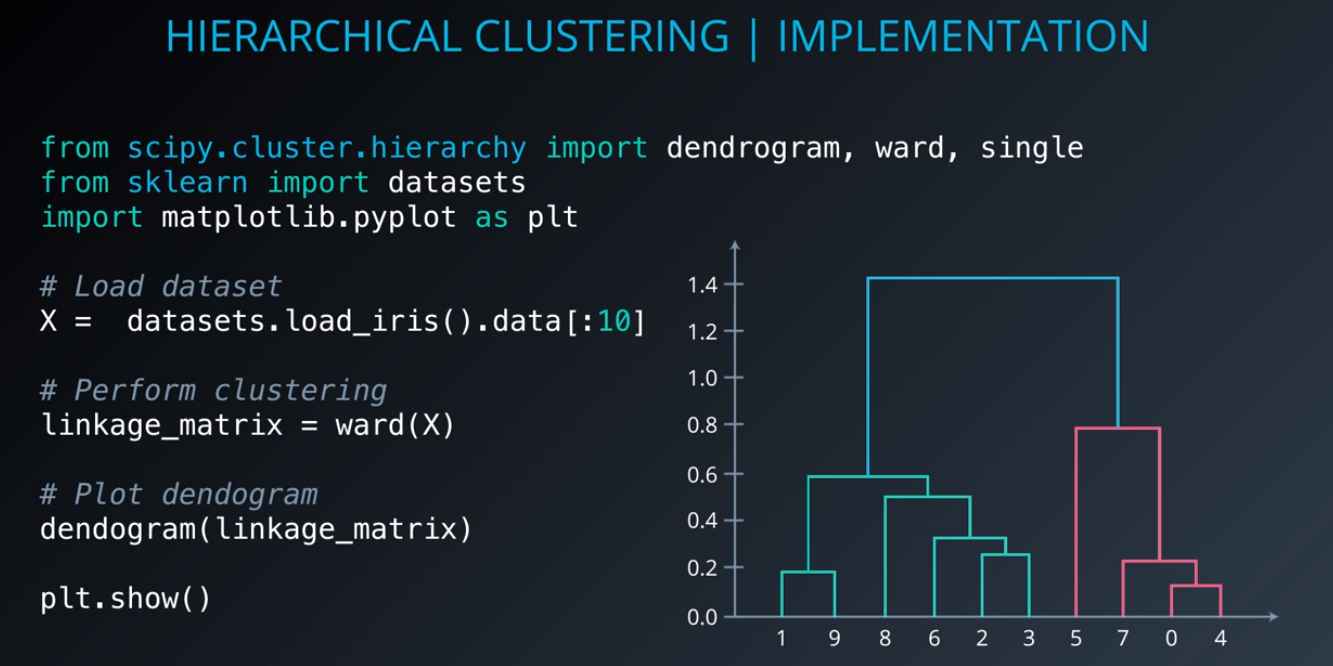 HIERARCHICAL CLUSTERING | IMPLEMENTATION
from scipy.cluster.hierarchy import dendrogram, ward, single
from sklearn import datasets
import matplotlib.pyplot as plt
# Load dataset
X =  datasets.load_iris().data[:10]
# Perform clustering
linkage_matrix = ward(X)
# Plot dendogram
dendogram(linkage_matrix)
plt.show()
1.4
1.2
1.0
0.8
0.6
0.4
0.2
0.0
1 9 8 6 2 3 5 7 0 4